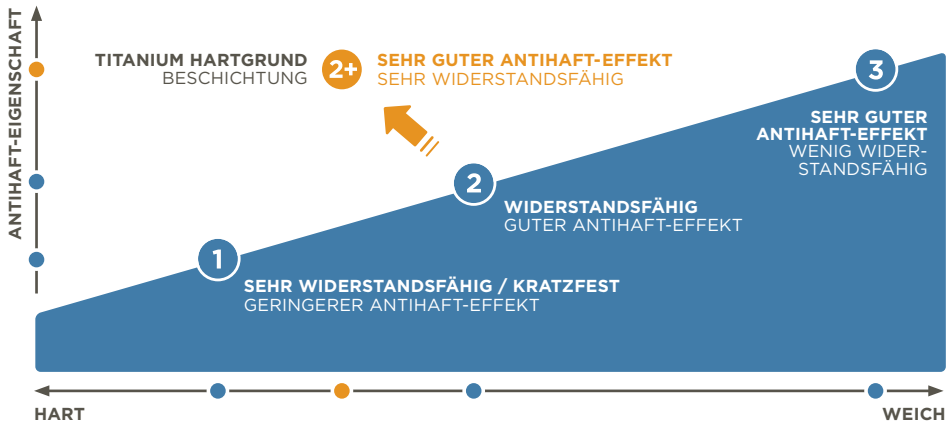 ANTIHAFT-EIGENSCHAFT
TITANIUM HARTGRUND
BESCHICHTUNG
2+
SEHR GUTER ANTIHAFT-EFFEKT
SEHR WIDERSTANDSFÄHIG
3
SEHR GUTER
ANTIHAFT-EFFEKT
WENIG WIDER-
STANDSFÄHIG
2
WIDERSTANDSFÄHIG
GUTER ANTIHAFT-EFFEKT
1
SEHR WIDERSTANDSFÄHIG / KRATZFEST
GERINGERER ANTIHAFT-EFFEKT
HART
WEICH